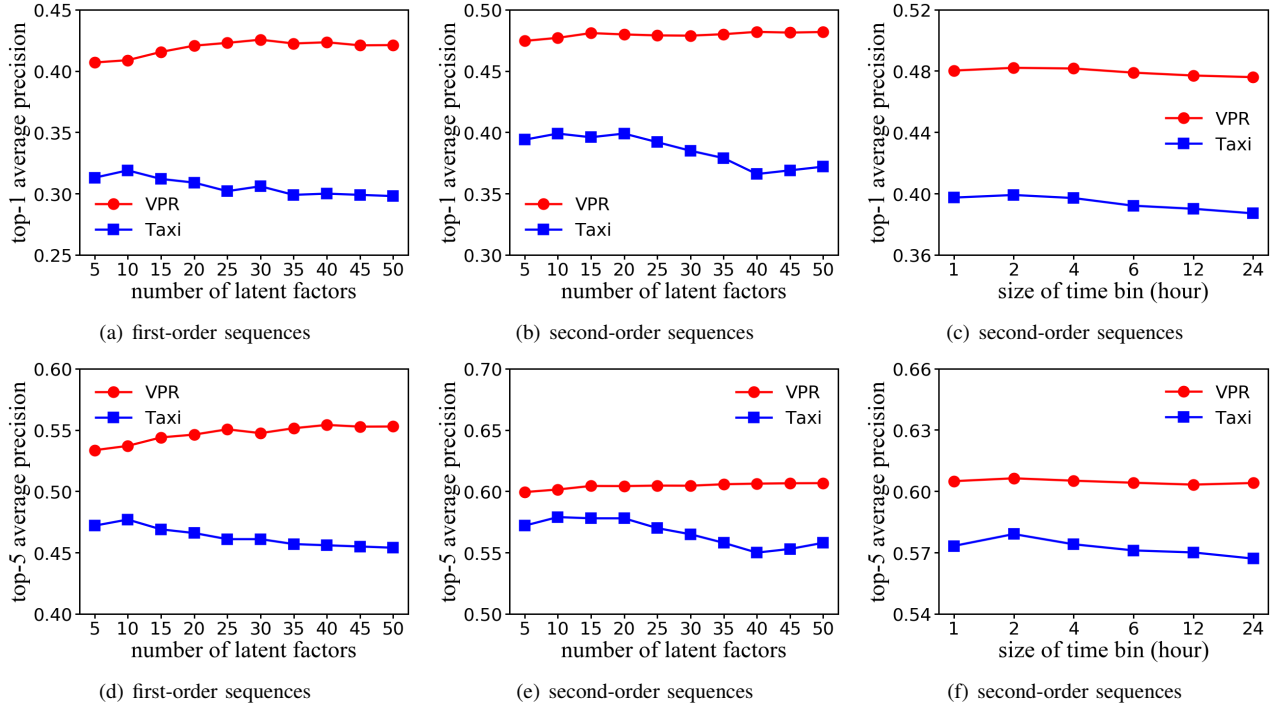 top-1 average precision
0.45
0.40
0.35
0.30
0.25
VPR
Taxi
5 10 15 20 25 30 35 40 45 50
number of latent factors
(a) first-order sequences
top-1 average precision
0.50
0.45
0.40
0.35
0.30
VPR
Taxi
5 10 15 20 25 30 35 40 45 50
number of latent factors
(b) second-order sequences
top-1 average precision
0.52
0.48
0.44
0.40
0.36
VPR
Taxi
1 2 4 6 12 24
size of time bin (hour)
(c) second-order sequences
top-5 average precision
0.60
0.55
0.50
0.45
0.40
VPR
Taxi
5 10 15 20 25 30 35 40 45 50
number of latent factors
(d) first-order sequences
top-5 average precision
0.70
0.65
0.60
0.55
0.50
VPR
Taxi
5 10 15 20 25 30 35 40 45 50
number of latent factors
(e) second-order sequences
top-5 average precision
0.66
0.63
0.60
0.57
0.54
VPR
Taxi
1 2 4 6 12 24
size of time bin (hour)
(f) second-order sequences